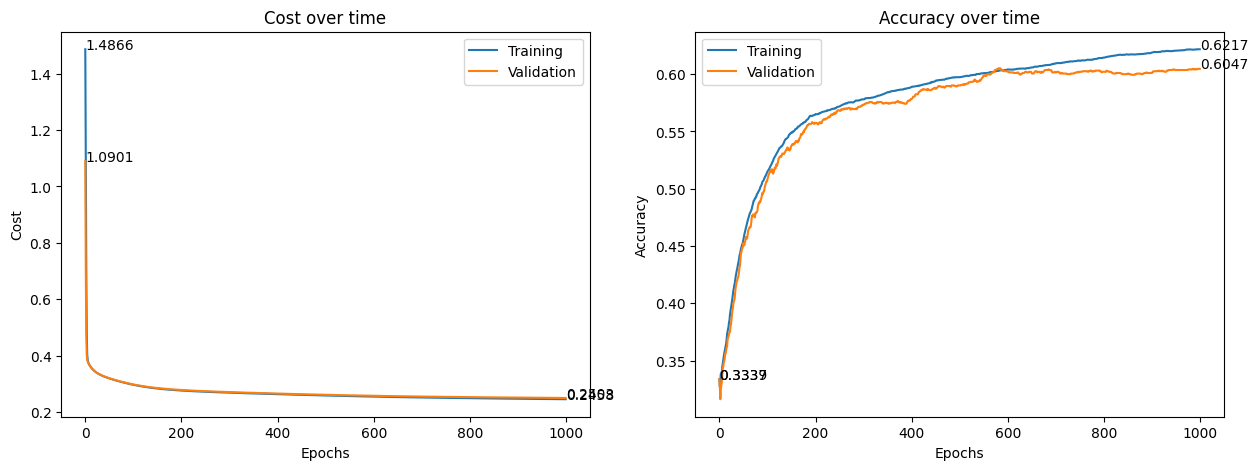 Cost over time
Cost
1.4
1.2
1.0
0.8
0.6
0.4
0.2
1.4866
1.0901
Training
Validation
0 200 400 600 800 1000
Epochs
Accuracy over time
Accuracy
0.60
0.55
0.50
0.45
0.40
0.35
Training
Validation
0.6217
0.6047
0 200 400 600 800 1000
Epochs